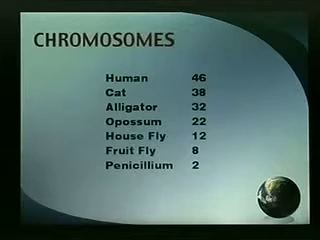 CHROMOSOMES
Human 46
Cat 38
Alligator 32
Opossum 22
House Fly 12
Fruit Fly 8
Penicillium 2